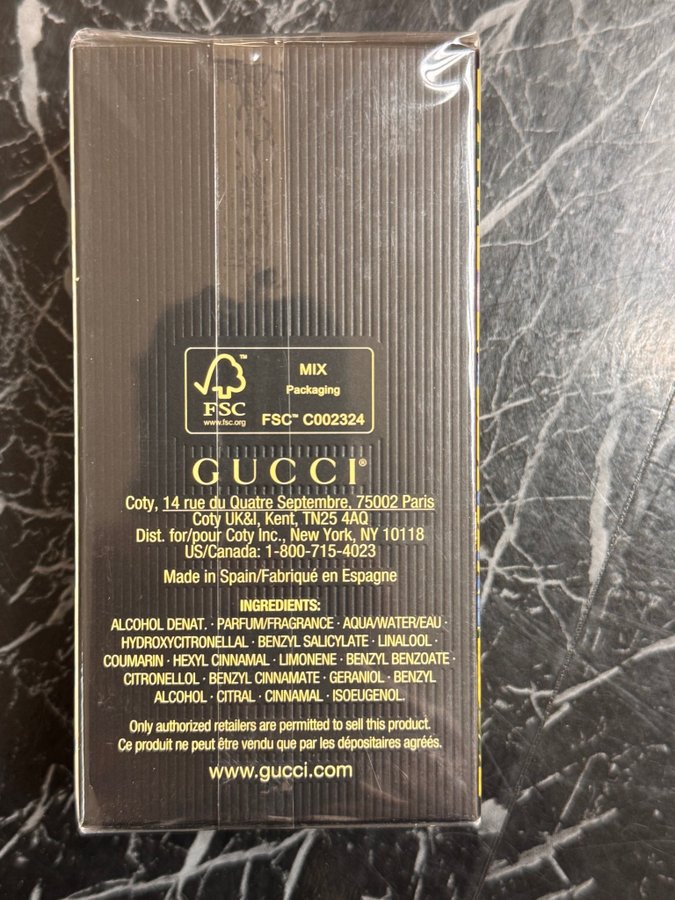 MIX
Packaging
FSC™
www.fsc.org
FSC™ C002324
GUCCI®
Coty, 14 rue du Quatre Septembre, 75002 Paris
Coty UK&I, Kent, TN25 4AQ
Dist. for/pour Coty Inc., New York, NY 10118
US/Canada: 1-800-715-4023
Made in Spain/Fabriqué en Espagne
INGREDIENTS:
ALCOHOL DENAT. · PARFUM/FRAGRANCE · AQUA/WATER/EAU ·
HYDROXYCITRONELLAL · BENZYL SALICYLATE · LINALOOL ·
COUMARIN · HEXYL CINNAMAL · LIMONENE · BENZYL BENZOATE ·
CITRONELLOL · BENZYL CINNAMATE · GERANIOL · BENZYL
ALCOHOL · CITRAL · CINNAMAL · ISOEUGENOL.
Only authorized retailers are permitted to sell this product.
Ce produit ne peut être vendu que par les dépositaires agréés.
www.gucci.com